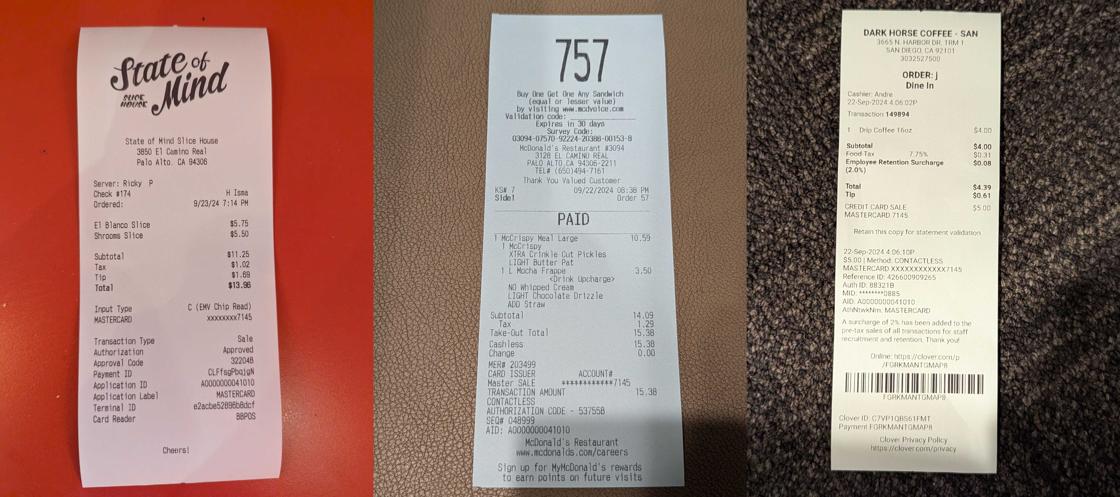 State of
SLICE
HOUSE
Mind
State of Mind Slice House
3850 El Camino Real
Palo Alto, CA 94306
Server: Ricky P
Check #174 H Isma
Ordered: 9/23/24 7:14 PM
El Blanco Slice $5.75
Shrooms Slice $5.50
Subtotal $11.25
Tax $1.02
Tip $1.69
Total $13.96
Input Type C (EMV Chip Read)
MASTERCARD xxxxxxxx7145
Transaction Type Sale
Authorization Approved
Approval Code 322048
Payment ID CLFfsgPbqjgN
Application ID A0000000041010
Application Label MASTERCARD
Terminal ID e2acbe52896b8dcf
Card Reader BBPOS
Cheers!
757
Buy One Get One Any Sandwich
(equal or lesser value)
by visiting www.mcdvoice.com
Validation code:
Expires in 30 days
Survey Code:
03094-07570-92224-20388-00153-8
McDonald's Restaurant #3094
3128 EL CAMINO REAL
PALO ALTO,CA 94306-2211
TEL# (650)494-7161
Thank You Valued Customer
KS# 7 09/22/2024 08:38 PM
Side1 Order 57
PAID
1 McCrispy Meal Large 10.59
1 McCrispy
XTRA Crinkle Cut Pickles
LIGHT Butter Pat
1 L Mocha Frappe 3.50
<Drink Upcharge>
NO Whipped Cream
LIGHT Chocolate Drizzle
ADD Straw
Subtotal 14.09
Tax 1.29
Take-Out Total 15.38
Cashless 15.38
Change 0.00
MER# 203499
CARD ISSUER ACCOUNT#
Master SALE ************7145
TRANSACTION AMOUNT 15.38
CONTACTLESS
AUTHORIZATION CODE - 53755B
SEQ# 048999
AID: A0000000041010
McDonald's Restaurant
www.mcdonalds.com/careers
Sign up for MyMcDonald's rewards
to earn points on future visits
DARK HORSE COFFEE - SAN
3665 N. HARBOR DR, TRM 1
SAN DIEGO, CA 92101
3032527500
ORDER: j
Dine In
Cashier: Andre
22-Sep-2024 4:06:02P
Transaction 149894
1 Drip Coffee 16oz $4.00
Subtotal $4.00
Food Tax 7.75% $0.31
Employee Retention Surcharge $0.08
(2.0%)
Total $4.39
Tip $0.61
CREDIT CARD SALE $5.00
MASTERCARD 7145
Retain this copy for statement validation
22-Sep-2024 4:06:10P
$5.00 | Method: CONTACTLESS
MASTERCARD XXXXXXXXXXXX7145
Reference ID: 426600909265
Auth ID: 88321B
MID: ********0885
AID: A0000000041010
AthNtwkNm: MASTERCARD
A surcharge of 2% has been added to the
pre-tax sales of all transactions for staff
recruitment and retention. Thank you!
Online: https://clover.com/p
/FGRKMANTGMAP8
FGRKMANTGMAP8
Clover ID: C7VP1QBS61FMT
Payment FGRKMANTGMAP8
Clover Privacy Policy
https://clover.com/privacy